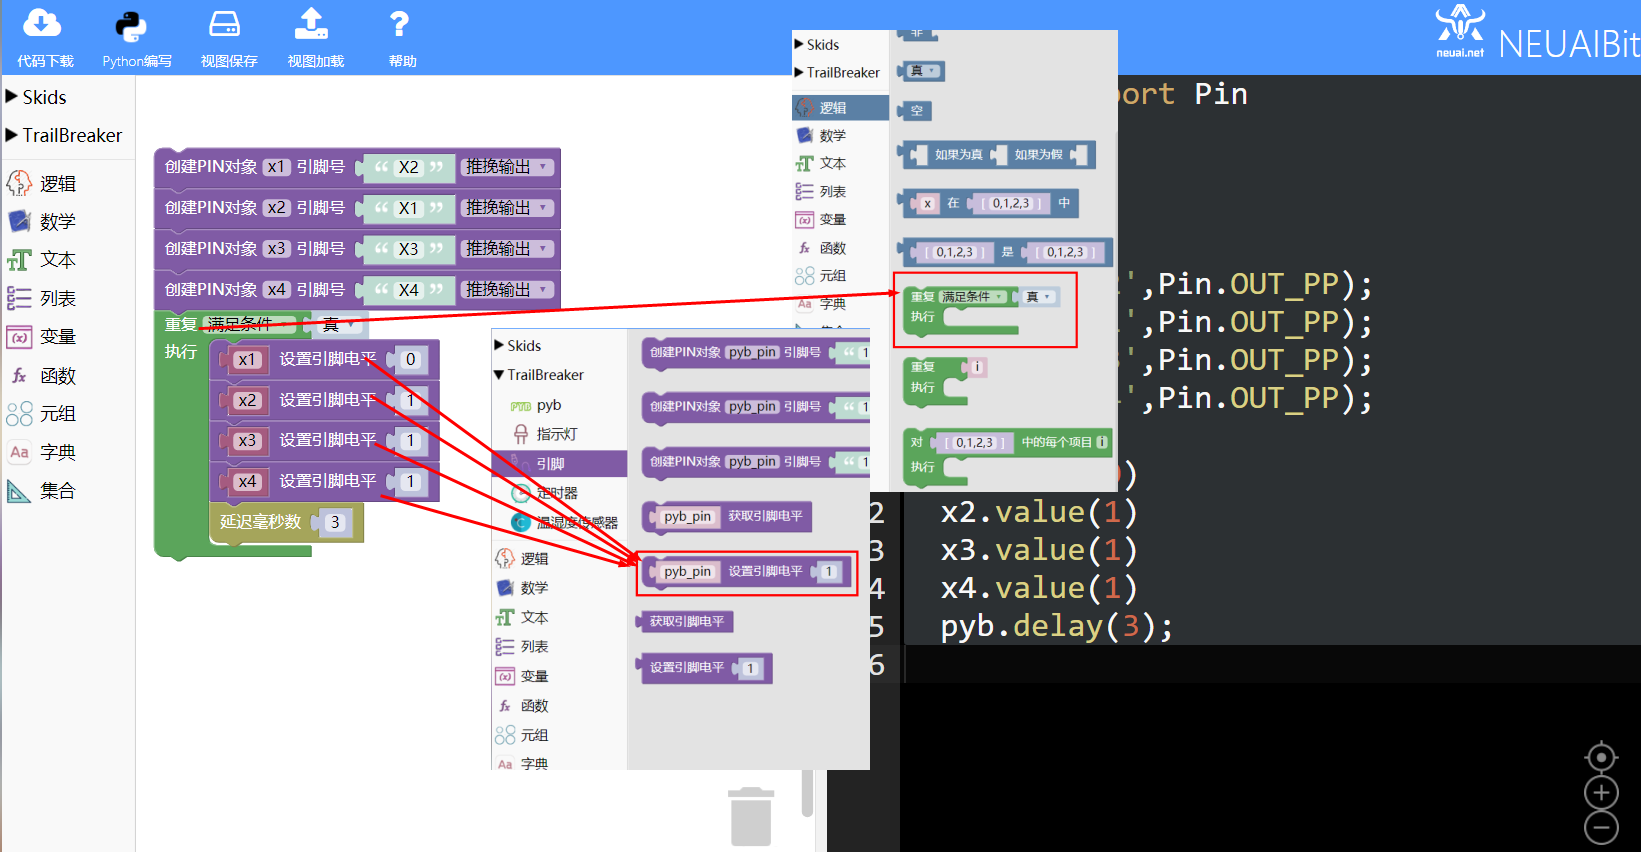 代码下载
Python编写
视图保存
视图加载
帮助
neuai.net
NEUAIBit
Skids
TrailBreaker
逻辑
数学
文本
列表
变量
函数
元组
字典
集合
创建PIN对象 x1 引脚号 “ X2 ” 推挽输出
创建PIN对象 x2 引脚号 “ X1 ” 推挽输出
创建PIN对象 x3 引脚号 “ X3 ” 推挽输出
创建PIN对象 x4 引脚号 “ X4 ” 推挽输出
重复 满足条件 真
执行
x1 设置引脚电平 0
x2 设置引脚电平 1
x3 设置引脚电平 1
x4 设置引脚电平 1
延迟毫秒数 3
Skids
TrailBreaker
pyb
指示灯
引脚
定时器
温湿度传感器
逻辑
数学
文本
列表
变量
函数
元组
字典
创建PIN对象 pyb_pin 引脚号 “ 1
创建PIN对象 pyb_pin 引脚号 “ 1
创建PIN对象 pyb_pin 引脚号 “ 1
pyb_pin 获取引脚电平
pyb_pin 设置引脚电平 1
获取引脚电平
设置引脚电平 1
Skids
TrailBreaker
逻辑
数学
文本
列表
变量
函数
元组
字典
非
真
空
如果为真 如果为假
x 在 [ 0,1,2,3 ] 中
[ 0,1,2,3 ] 是 [ 0,1,2,3 ]
重复 满足条件 真
执行
重复 i
执行
对 [ 0,1,2,3 ] 中的每个项目 i
执行
ort Pin
',Pin.OUT_PP);
',Pin.OUT_PP);
',Pin.OUT_PP);
',Pin.OUT_PP);
)
2 x2.value(1)
3 x3.value(1)
4 x4.value(1)
5 pyb.delay(3);
6